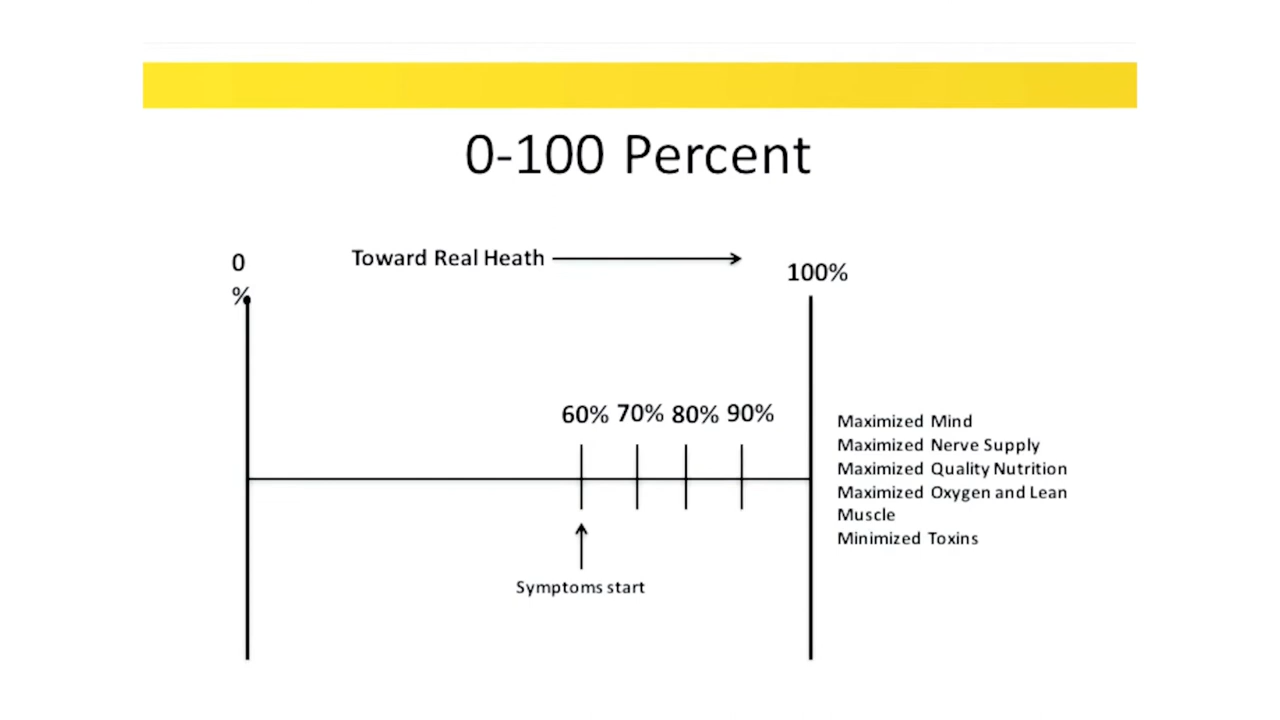 0-100 Percent
0
%
Toward Real Heath
100%
60% 70% 80% 90%
Maximized Mind
Maximized Nerve Supply
Maximized Quality Nutrition
Maximized Oxygen and Lean
Muscle
Minimized Toxins
Symptoms start